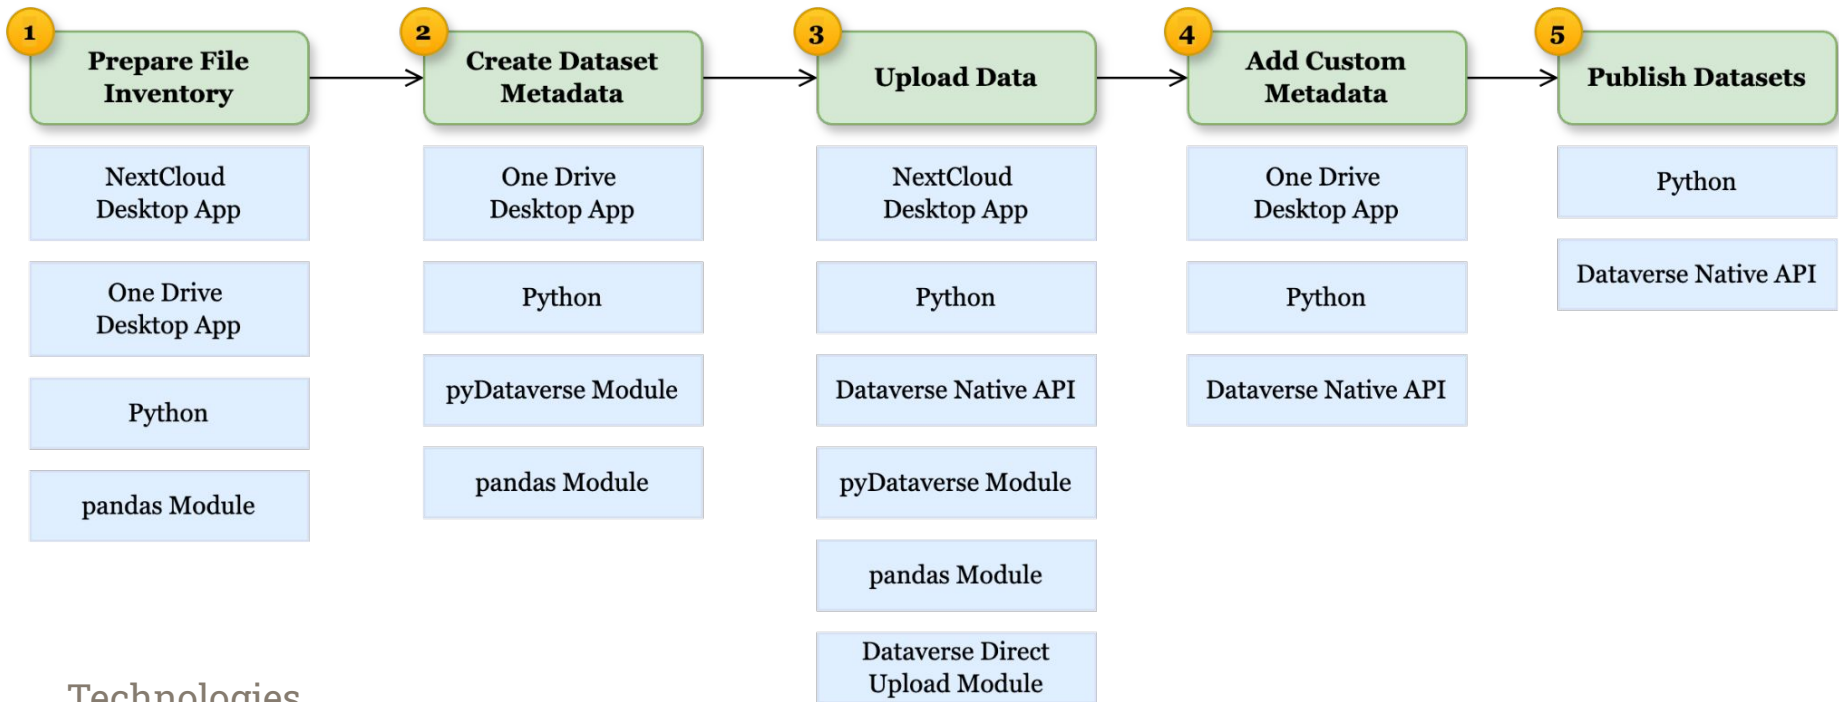 1
Prepare File
Inventory
NextCloud
Desktop App
One Drive
Desktop App
Python
pandas Module
2
Create Dataset
Metadata
One Drive
Desktop App
Python
pyDataverse Module
pandas Module
3
Upload Data
NextCloud
Desktop App
Python
Dataverse Native API
pyDataverse Module
pandas Module
Dataverse Direct
Upload Module
4
Add Custom
Metadata
One Drive
Desktop App
Python
Dataverse Native API
5
Publish Datasets
Python
Dataverse Native API
Technologies